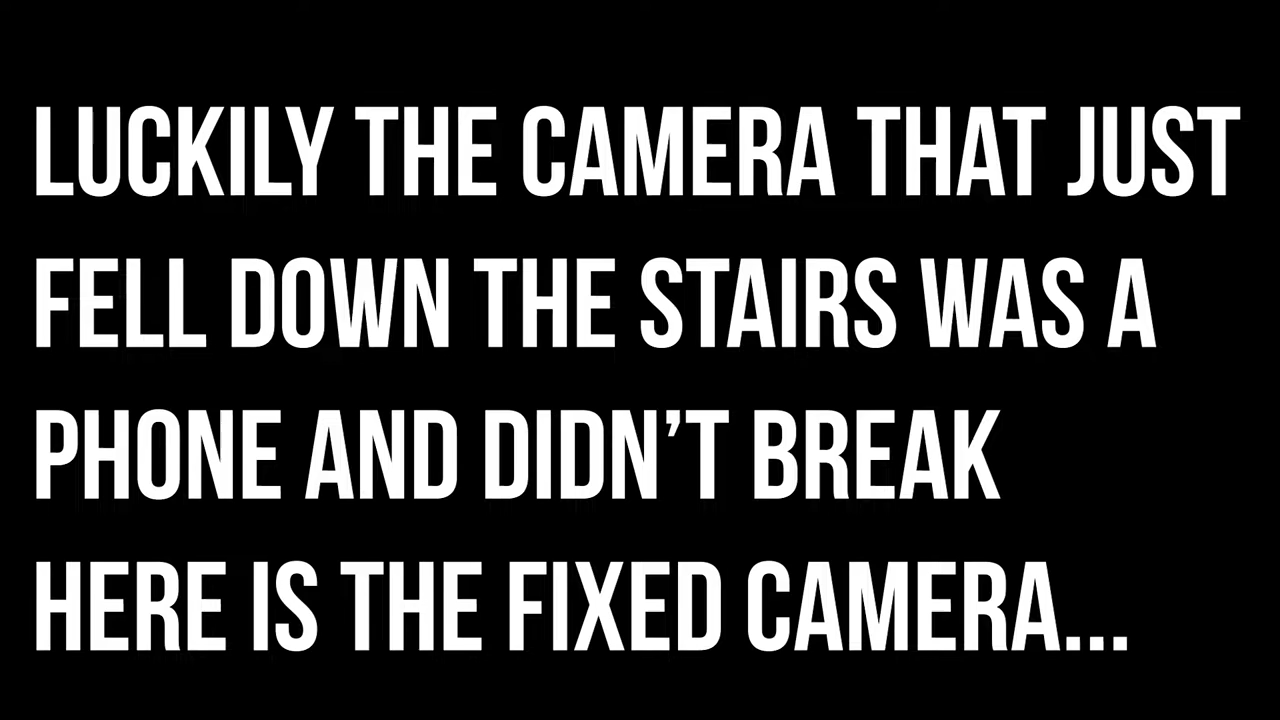 LUCKILY THE CAMERA THAT JUST
FELL DOWN THE STAIRS WAS A
PHONE AND DIDN’T BREAK
HERE IS THE FIXED CAMERA...